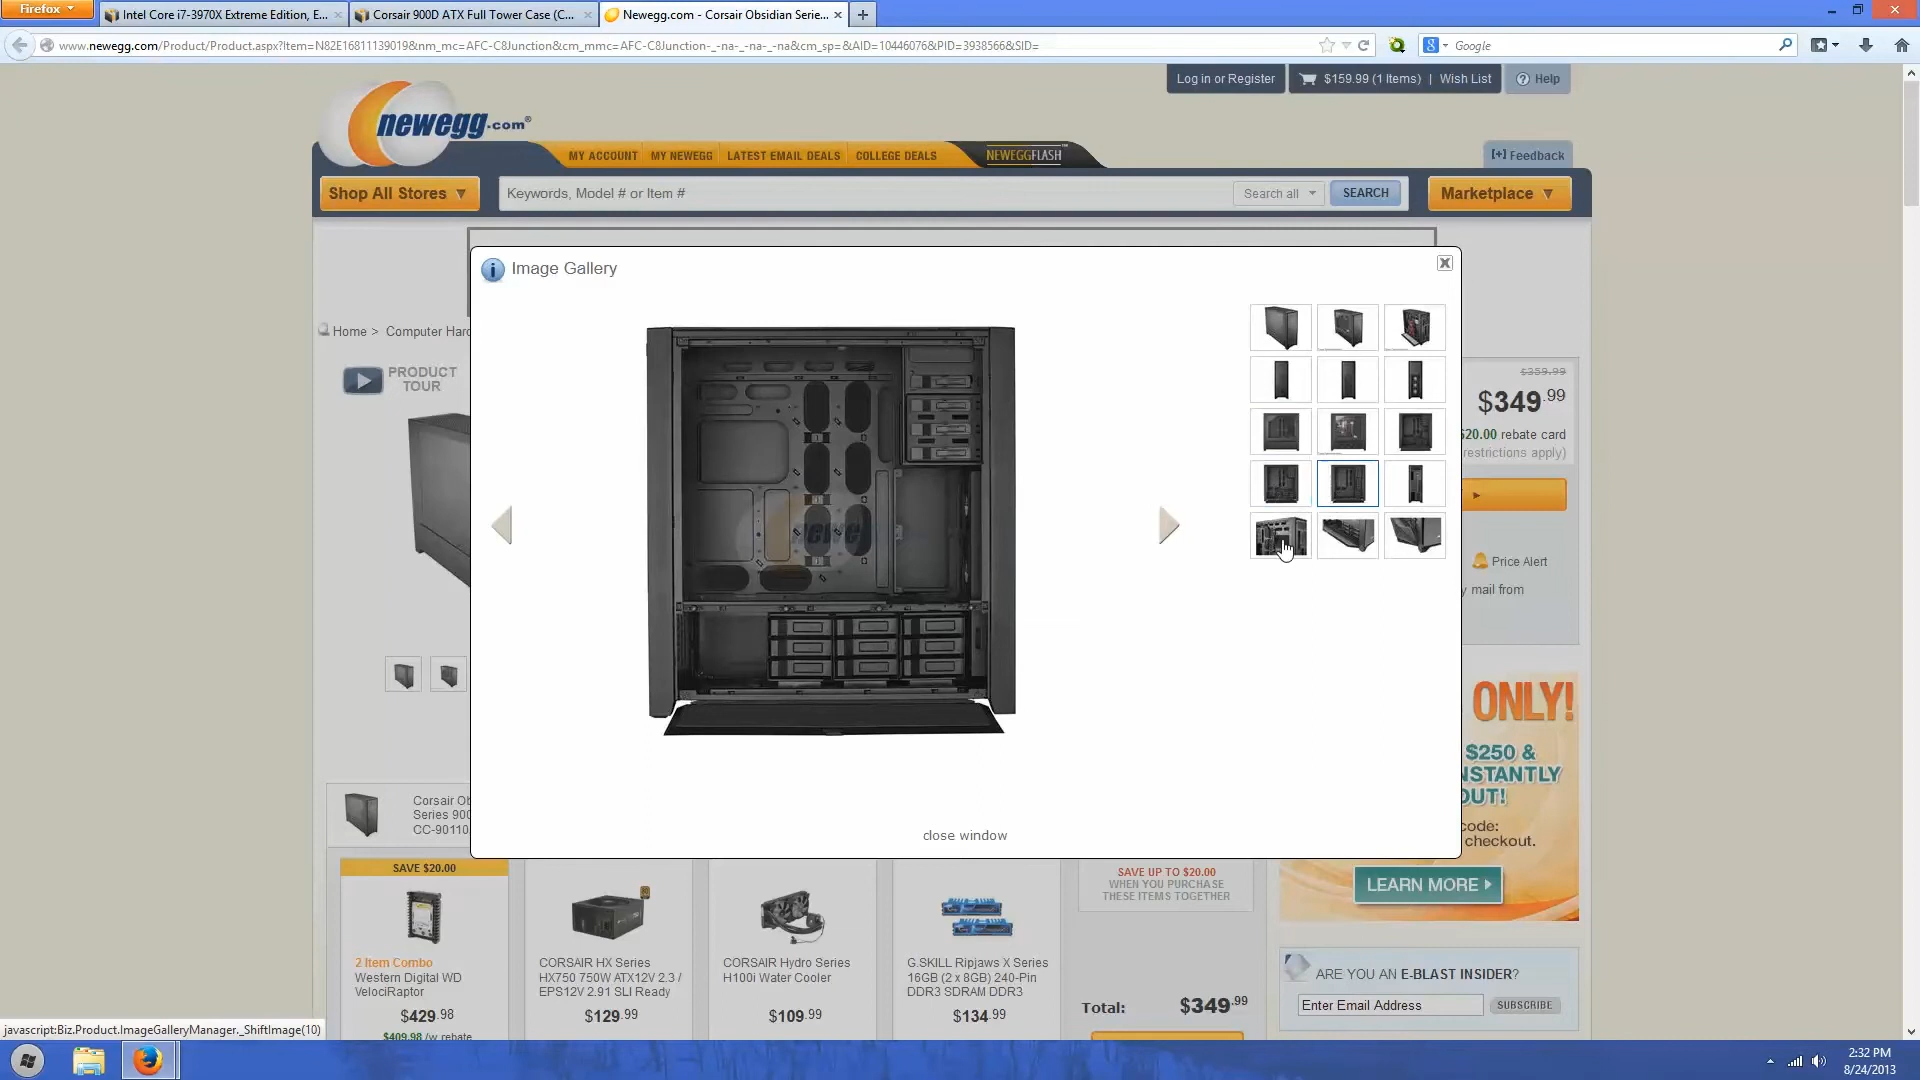 Firefox
Intel Core i7-3970X Extreme Edition, E...
Corsair 900D ATX Full Tower Case (C...
Newegg.com - Corsair Obsidian Serie...
www.newegg.com/Product/Product.aspx?Item=N82E16811139019&nm_mc=AFC-C8Junction&cm_mmc=AFC-C8Junction-_-na-_-na-_-na&cm_sp=&AID=10446076&PID=3938566&SID=
Google
Log in or Register
$159.99 (1 Items) | Wish List
Help
newegg.com®
MY ACCOUNT
MY NEWEGG
LATEST EMAIL DEALS
COLLEGE DEALS
NEWEGGFLASH
[+] Feedback
Shop All Stores
Keywords, Model # or Item #
Search all
SEARCH
Marketplace
Image Gallery
Home > Computer Hard
PRODUCT
TOUR
$359.99
$349.99
$20.00 rebate card
restrictions apply)
Price Alert
y mail from
ONLY!
$250 &
NSTANTLY
OUT!
code:
checkout.
LEARN MORE
close window
Corsair Ob
Series 900
CC-90110
SAVE $20.00
2 Item Combo
Western Digital WD
VelociRaptor
$429.98
$409.98 /w rebate
CORSAIR HX Series
HX750 750W ATX12V 2.3 /
EPS12V 2.91 SLI Ready
$129.99
CORSAIR Hydro Series
H100i Water Cooler
$109.99
G.SKILL Ripjaws X Series
16GB (2 x 8GB) 240-Pin
DDR3 SDRAM DDR3
$134.99
SAVE UP TO $20.00
WHEN YOU PURCHASE
THESE ITEMS TOGETHER
Total: $349.99
ARE YOU AN E-BLAST INSIDER?
Enter Email Address
SUBSCRIBE
javascript:Biz.Product.ImageGalleryManager._ShiftImage(10)
2:32 PM
8/24/2013